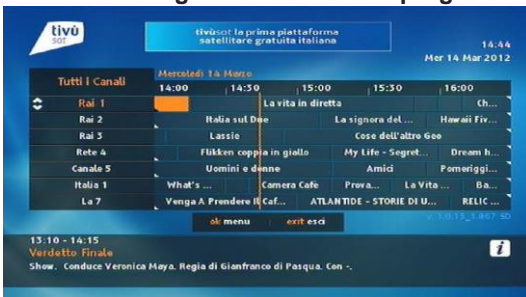 tivù
sat
tivùsat la prima piattaforma
satellitare gratuita italiana
14:44
Mer 14 Mar 2012
Tutti i Canali
Mercoledì 14 Marzo
14:00 14:30 15:00 15:30 16:00
Rai 1 La vita in diretta Ch...
Rai 2 Italia sul Due La signora del ... Hawaii Fiv...
Rai 3 Lassie Cose dell'altro Geo
Rete 4 Flikken coppia in giallo My Life - Segret... Dream h...
Canale 5 Uomini e donne Amici Pomeriggi...
Italia 1 What's ... Camera Cafè Prova... La Vita ... Ba...
La 7 Venga A Prendere Il Caf... ATLANTIDE - STORIE DI U... RELIC ...
ok menu exit esci
13:10 - 14:15
Verdetto Finale
Show. Conduce Veronica Maya. Regia di Gianfranco di Pasqua. Con -.
i